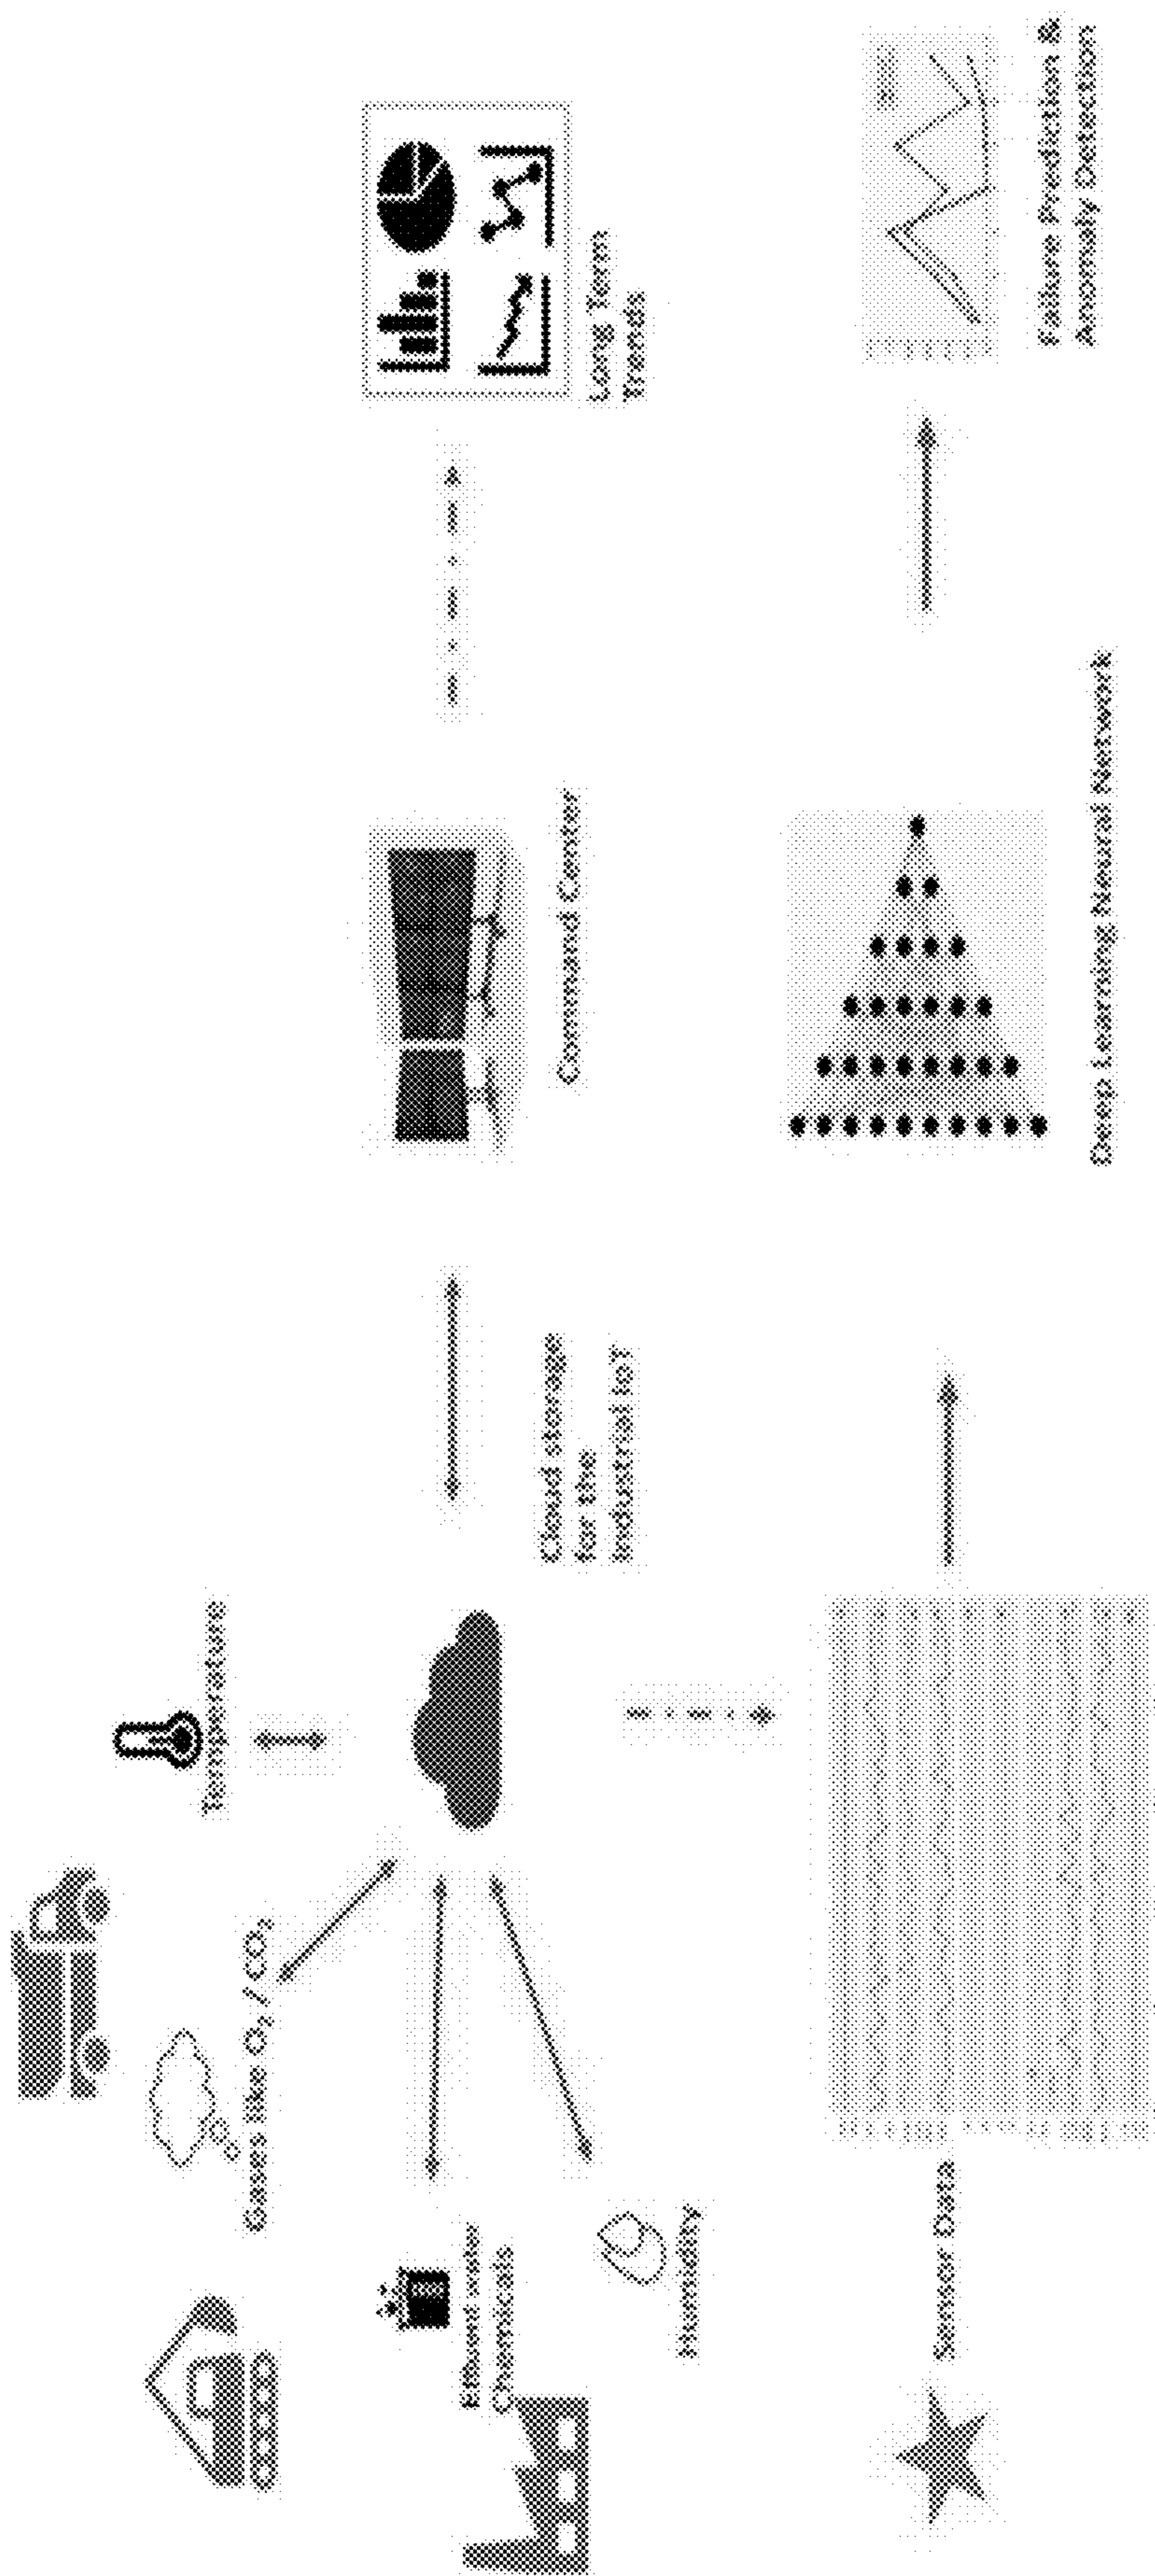 Temperature
Gases like O₂ / CO₂
Effluent under
Chemicals
Humidity
Cloud storage
for the
Industrial IoT
Command Center
Long Term
Trends
Sensor Data
Deep Learning Neural Network
Failure Prediction &
Anomaly Detection